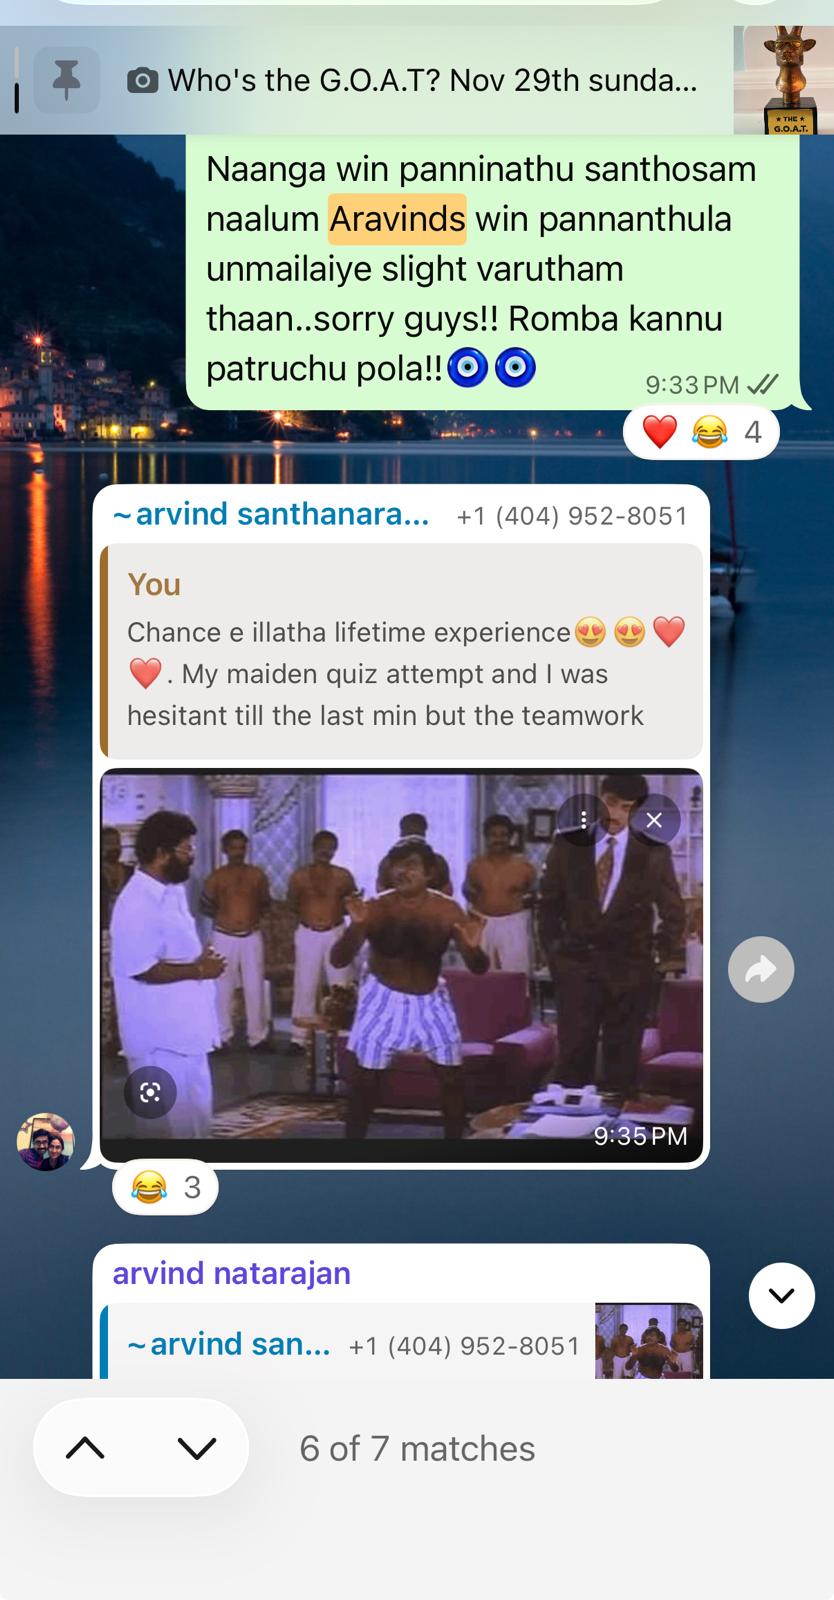 Who's the G.O.A.T? Nov 29th sunda...
★ THE ★
G.O.A.T.
Naanga win panninathu santhosam
naalum Aravinds win pannanthula
unmailaiye slight varutham
thaan..sorry guys!! Romba kannu
patruchu pola!!🧿🧿
9:33 PM
❤️😂 4
~arvind santhanara... +1 (404) 952-8051
You
Chance e illatha lifetime experience😍😍❤️
❤️. My maiden quiz attempt and I was
hesitant till the last min but the teamwork
9:35 PM
😂 3
arvind natarajan
~arvind san... +1 (404) 952-8051
6 of 7 matches